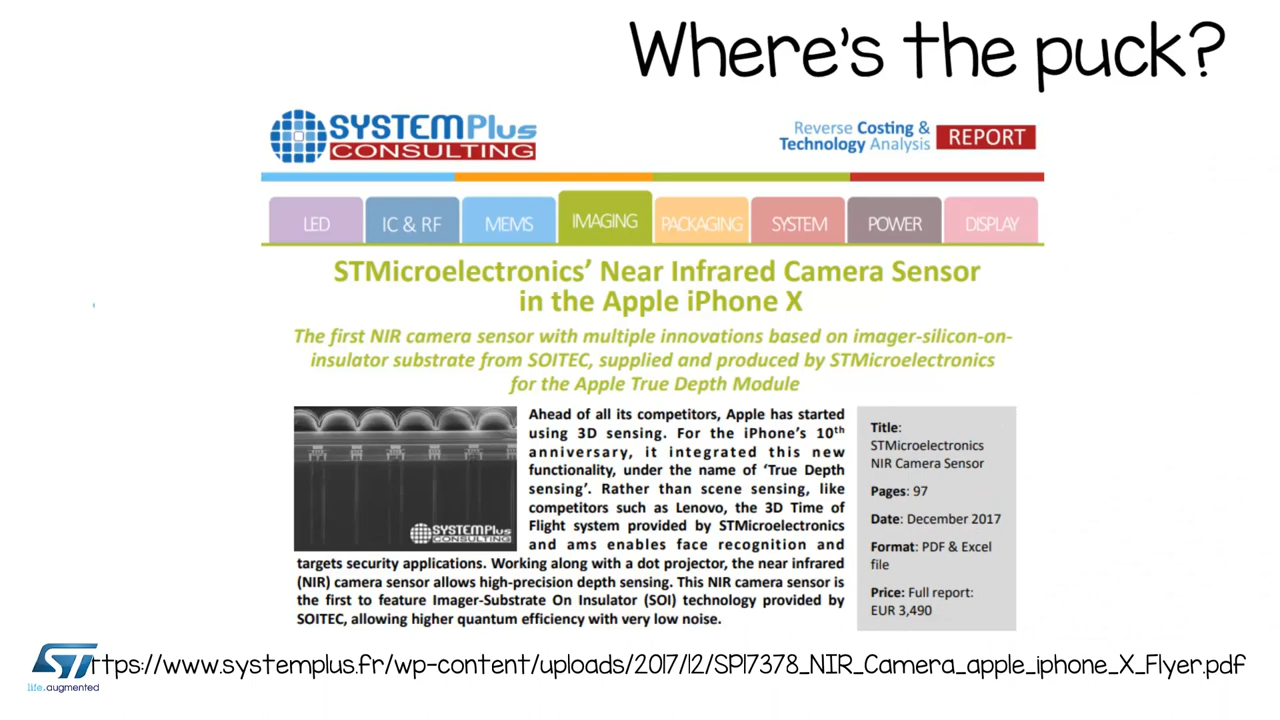 Where's the puck?
SYSTEMPlus
CONSULTING
Reverse Costing &
Technology Analysis
REPORT
LED
IC & RF
MEMS
IMAGING
PACKAGING
SYSTEM
POWER
DISPLAY
STMicroelectronics' Near Infrared Camera Sensor
in the Apple iPhone X
The first NIR camera sensor with multiple innovations based on imager-silicon-on-
insulator substrate from SOITEC, supplied and produced by STMicroelectronics
for the Apple True Depth Module
SYSTEMPlus
CONSULTING
Ahead of all its competitors, Apple has started
using 3D sensing. For the iPhone's 10th
anniversary, it integrated this new
functionality, under the name of 'True Depth
sensing'. Rather than scene sensing, like
competitors such as Lenovo, the 3D Time of
Flight system provided by STMicroelectronics
and ams enables face recognition and
targets security applications. Working along with a dot projector, the near infrared
(NIR) camera sensor allows high-precision depth sensing. This NIR camera sensor is
the first to feature Imager-Substrate On Insulator (SOI) technology provided by
SOITEC, allowing higher quantum efficiency with very low noise.
Title:
STMicroelectronics
NIR Camera Sensor
Pages: 97
Date: December 2017
Format: PDF & Excel
file
Price: Full report:
EUR 3,490
ST
life.augmented
ttps://www.systemplus.fr/wp-content/uploads/2017/12/SP17378_NIR_Camera_apple_iphone_X_Flyer.pdf